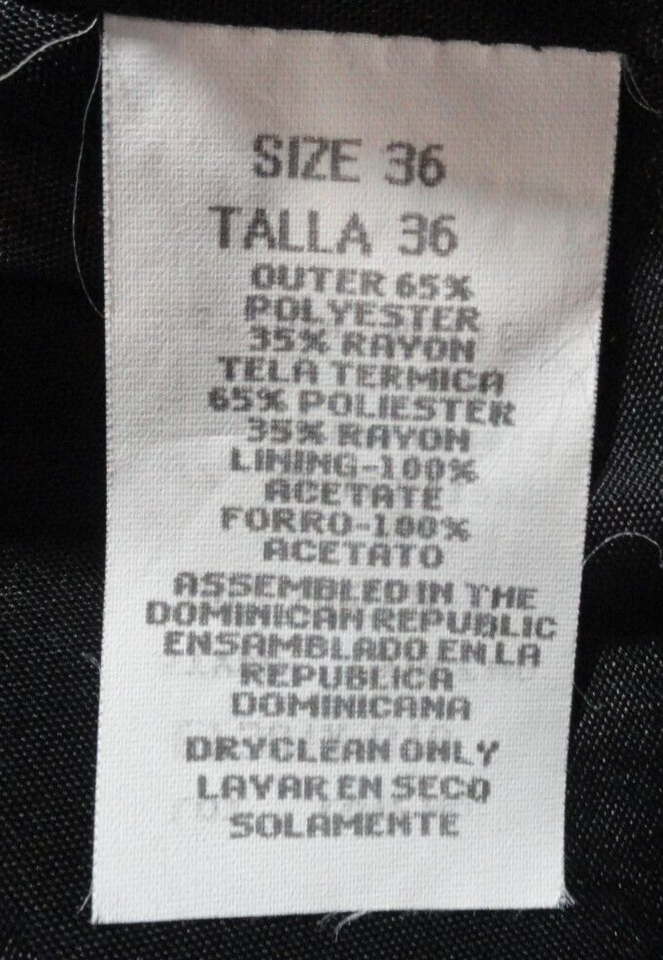 SIZE 36
TALLA 36
OUTER 65%
POLYESTER
35% RAYON
TELA TERMICA
65% POLIESTER
35% RAYON
LINING-100%
ACETATE
FORRO-100%
ACETATO
ASSEMBLED IN THE
DOMINICAN REPUBLIC
ENSAMBLADO EN LA
REPUBLICA
DOMINICANA
DRYCLEAN ONLY
LAVAR EN SECO
SOLAMENTE